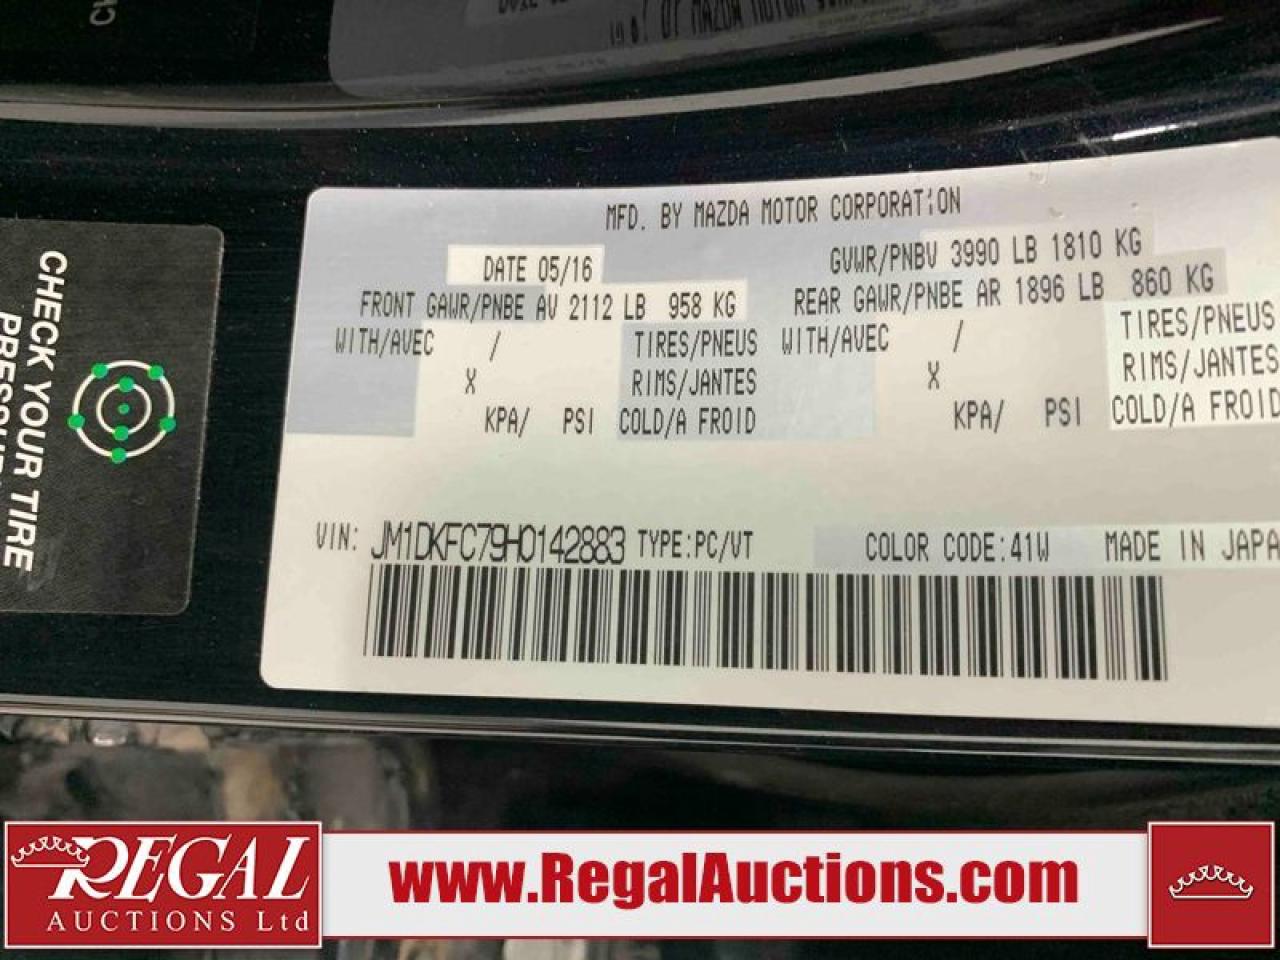 MFD. BY MAZDA MOTOR CORPORATION
DATE 05/16
GVWR/PNBV 3990 LB 1810 KG
FRONT GAWR/PNBE AV 2112 LB 958 KG
REAR GAWR/PNBE AR 1896 LB 860 KG
WITH/AVEC / TIRES/PNEUS
WITH/AVEC / TIRES/PNEUS
X RIMS/JANTES
X RIMS/JANTES
KPA/ PSI COLD/A FROID
KPA/ PSI COLD/A FROID
VIN: JM1DKFC79H0142883 TYPE:PC/VT COLOR CODE:41W MADE IN JAPA
CHECK YOUR TIRE
REGAL
AUCTIONS Ltd
www.RegalAuctions.com